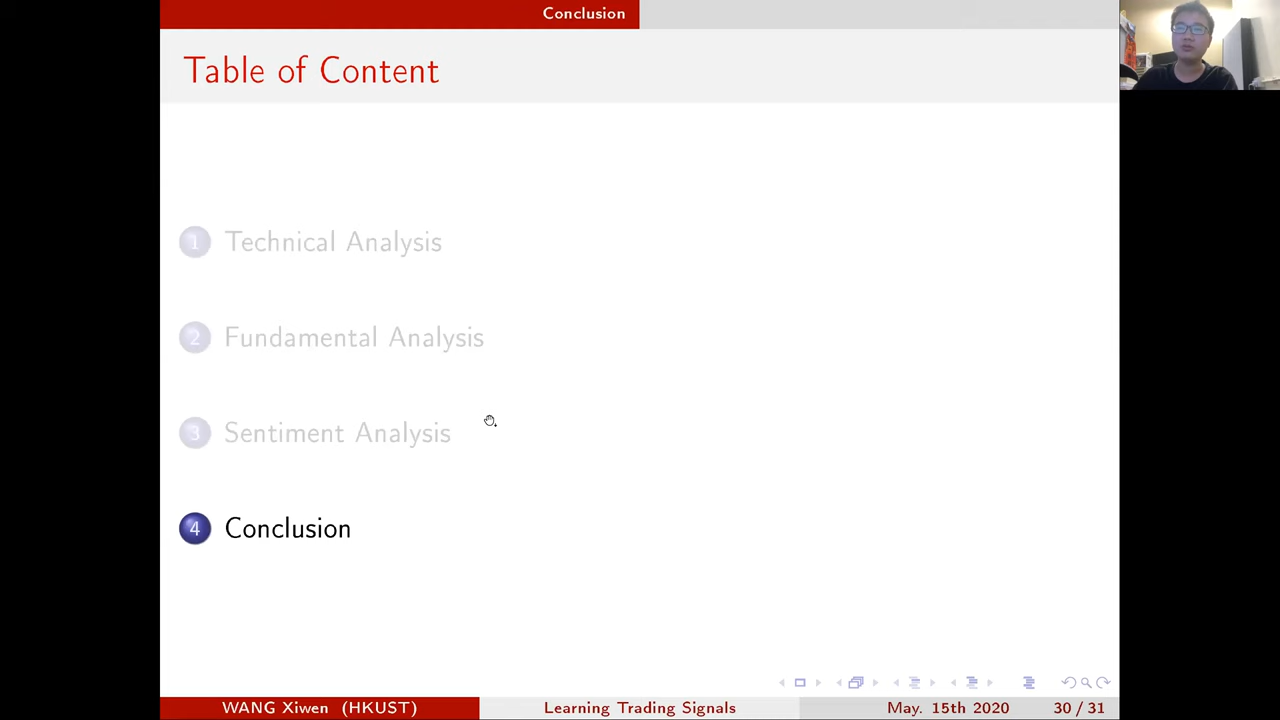 Conclusion
Table of Content
1 Technical Analysis
2 Fundamental Analysis
3 Sentiment Analysis
4 Conclusion
WANG Xiwen (HKUST) Learning Trading Signals May. 15th 2020 30 / 31